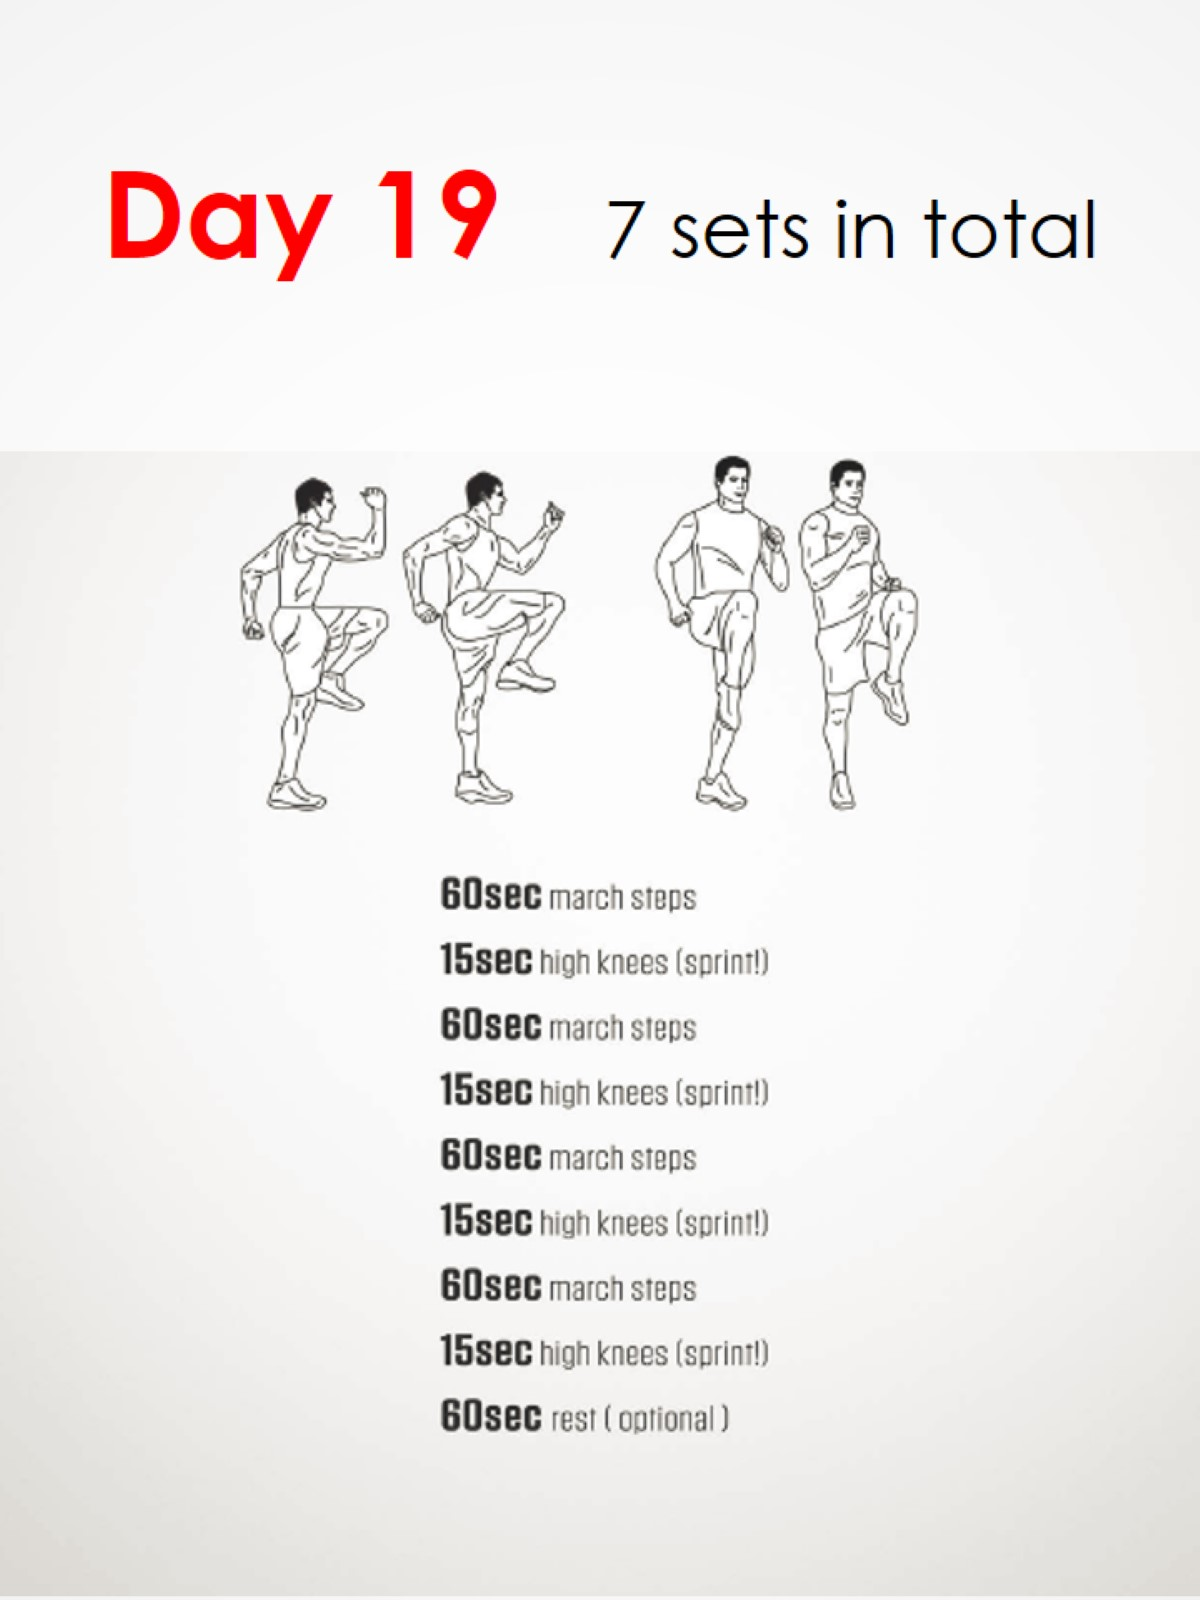 Day 19 7 sets in total
60sec march steps
15sec high knees (sprint!)
60sec march steps
15sec high knees (sprint!)
60sec march steps
15sec high knees (sprint!)
60sec march steps
15sec high knees (sprint!)
60sec rest ( optional )